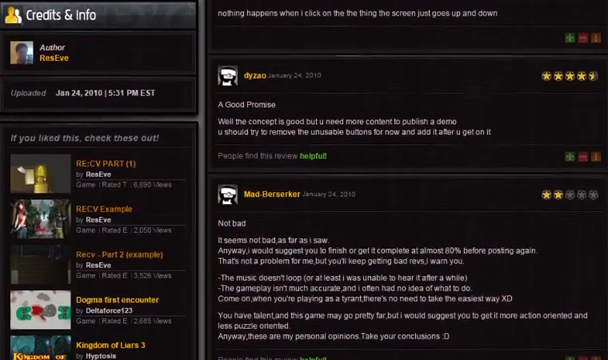 Credits & Info
Author
ResEve
Uploaded Jan 24, 2010 | 5:31 PM EST
If you liked this, check these out!
RE:CV PART (1)
by ResEve
Game | Rated T | 6,690 Views
RECV Example
by ResEve
Game | Rated E | 2,050 Views
Recv - Part 2 (example)
by ResEve
Game | Rated E | 3,526 Views
Dogma first encounter
by Deltaforce123
Game | Rated E | 2,685 Views
Kingdom of Liars 3
by Hyptosis
KINGDOM OF
nothing happens when i click on the the thing the screen just goes up and down
dyzao January 24, 2010
A Good Promise
Well the concept is good but u need more content to publish a demo
u should try to remove the unusable buttons for now and add it after u get on it
People find this review helpful!
Mad-Berserker January 24, 2010
Not bad
It seems not bad,as far as i saw.
Anyway,i would suggest you to finish or get it complete at almost 80% before posting again.
That's not a problem for me,but you'll keep getting bad revs,i warn you.
-The music doesn't loop (or at least i was unable to hear it after a while)
-The gameplay isn't much accurate,and i often had no idea of what to do.
Come on,when you're playing as a tyrant,there's no need to take the easiest way XD
You have talent,and this game may go pretty far,but i would suggest you to get it more action oriented and
less puzzle oriented.
Anyway,these are my personal opinions.Take your conclusions :D
People find this review helpful!